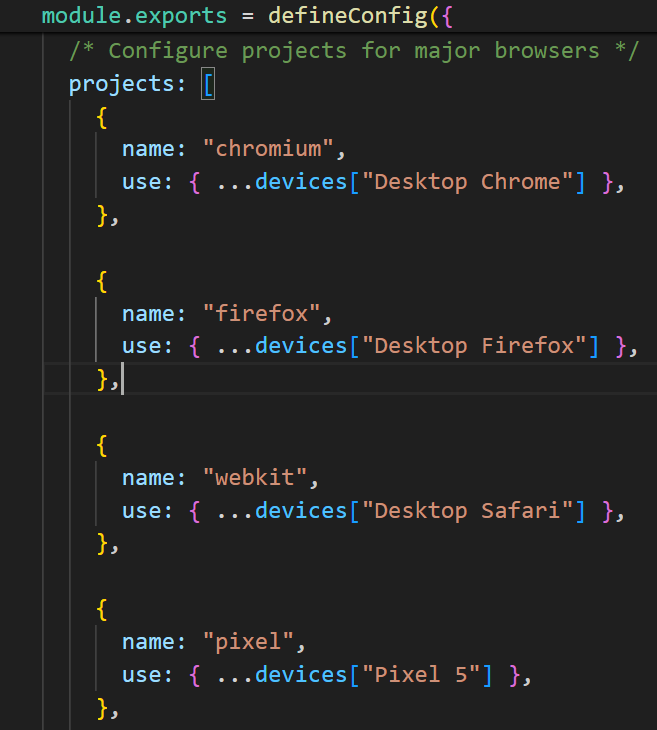 module.exports = defineConfig({
/* Configure projects for major browsers */
projects: [
{
name: "chromium",
use: { ...devices["Desktop Chrome"] },
},
{
name: "firefox",
use: { ...devices["Desktop Firefox"] },
},
{
name: "webkit",
use: { ...devices["Desktop Safari"] },
},
{
name: "pixel",
use: { ...devices["Pixel 5"] },
},